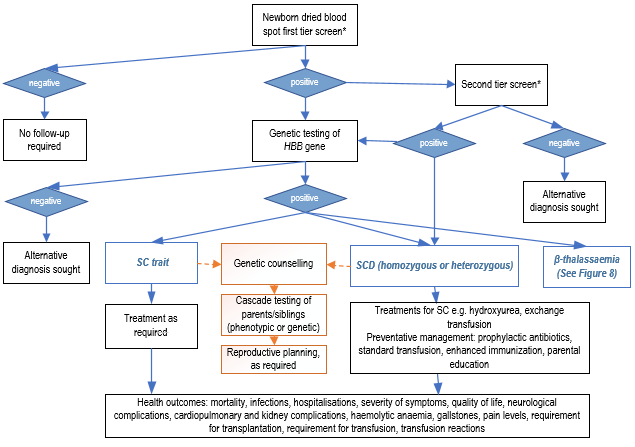 Newborn dried blood
spot first tier screen*
negative
positive
Second tier screen*
No follow-up
required
Genetic testing of
HBB gene
positive
negative
Alternative
diagnosis sought
negative
positive
Alternative
diagnosis sought
SC trait
Genetic counselling
SCD (homozygous or heterozygous)
β-thalassaemia
(See Figure 8)
Treatment as
required
Cascade testing of
parents/siblings
(phenotypic or genetic)
Treatments for SC e.g. hydroxyurea, exchange
transfusion
Preventative management: prophylactic antibiotics,
standard transfusion, enhanced immunization, parental
education
Reproductive planning,
as required
Health outcomes: mortality, infections, hospitalisations, severity of symptoms, quality of life, neurological
complications, cardiopulmonary and kidney complications, haemolytic anaemia, gallstones, pain levels, requirement
for transplantation, requirement for transfusion, transfusion reactions